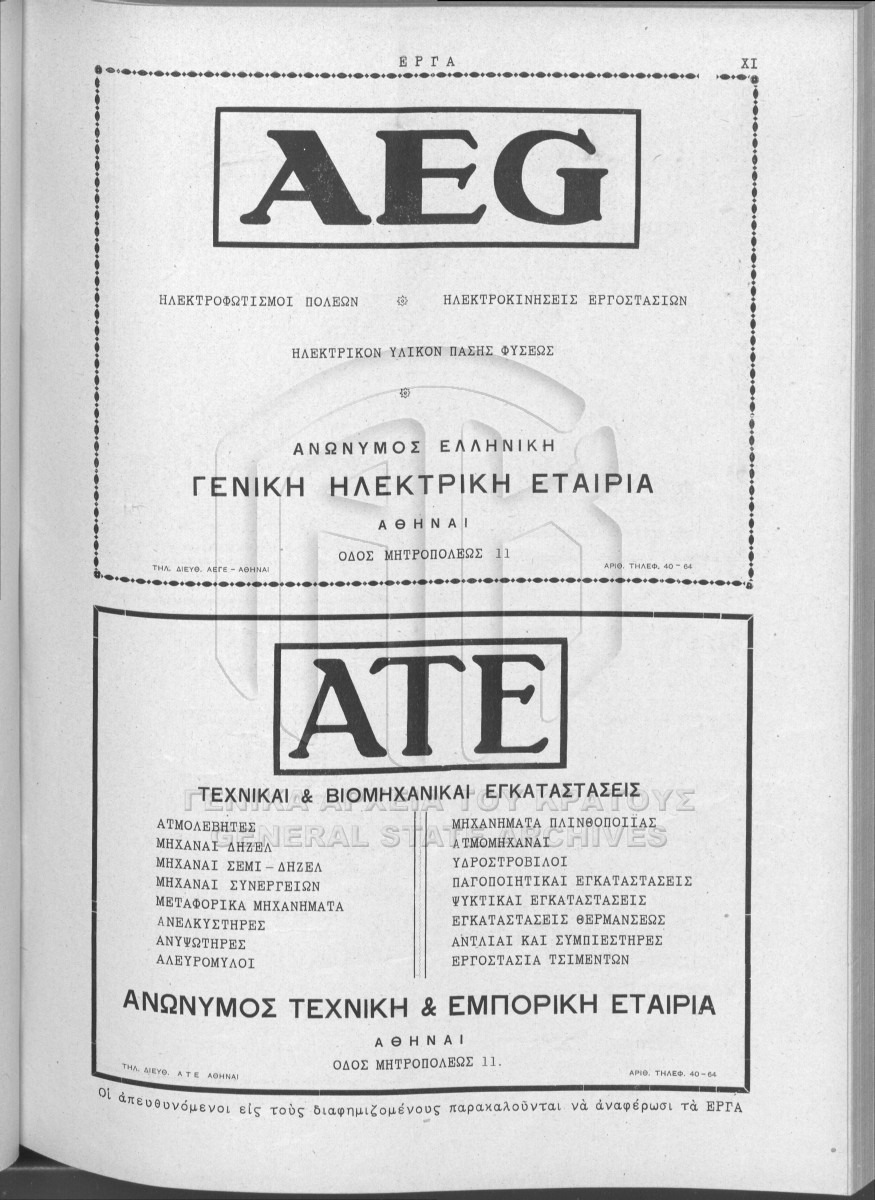 ΕΡΓΑ XI
AEG
ΗΛΕΚΤΡΟΦΩΤΙΣΜΟΙ ΠΟΛΕΩΝ ΗΛΕΚΤΡΟΚΙΝΗΣΕΙΣ ΕΡΓΟΣΤΑΣΙΩΝ
ΗΛΕΚΤΡΙΚΟΝ ΥΛΙΚΟΝ ΠΑΣΗΣ ΦΥΣΕΩΣ
ΑΝΩΝΥΜΟΣ ΕΛΛΗΝΙΚΗ
ΓΕΝΙΚΗ ΗΛΕΚΤΡΙΚΗ ΕΤΑΙΡΙΑ
ΑΘΗΝΑΙ
ΟΔΟΣ ΜΗΤΡΟΠΟΛΕΩΣ 11
ΤΗΛ. ΔΙΕΥΘ. ΑΕΓΕ – ΑΘΗΝΑΙ ΑΡΙΘ. ΤΗΛΕΦ. 40 – 64
ΑΤΕ
ΤΕΧΝΙΚΑΙ & ΒΙΟΜΗΧΑΝΙΚΑΙ ΕΓΚΑΤΑΣΤΑΣΕΙΣ
ΓΕΝΙΚΑ ΑΡΧΕΙΑ ΤΟΥ ΚΡΑΤΟΥΣ
GENERAL STATE ARCHIVES
ΑΤΜΟΛΕΒΗΤΕΣ
ΜΗΧΑΝΑΙ ΔΗΖΕΛ
ΜΗΧΑΝΑΙ ΣΕΜΙ – ΔΗΖΕΛ
ΜΗΧΑΝΑΙ ΣΥΝΕΡΓΕΙΩΝ
ΜΕΤΑΦΟΡΙΚΑ ΜΗΧΑΝΗΜΑΤΑ
ΑΝΕΛΚΥΣΤΗΡΕΣ
ΑΝΥΨΩΤΗΡΕΣ
ΑΛΕΥΡΟΜΥΛΟΙ
ΜΗΧΑΝΗΜΑΤΑ ΠΛΙΝΘΟΠΟΙΪΑΣ
ΑΤΜΟΜΗΧΑΝΑΙ
ΥΔΡΟΣΤΡΟΒΙΛΟΙ
ΠΑΓΟΠΟΙΗΤΙΚΑΙ ΕΓΚΑΤΑΣΤΑΣΕΙΣ
ΨΥΚΤΙΚΑΙ ΕΓΚΑΤΑΣΤΑΣΕΙΣ
ΕΓΚΑΤΑΣΤΑΣΕΙΣ ΘΕΡΜΑΝΣΕΩΣ
ΑΝΤΛΙΑΙ ΚΑΙ ΣΥΜΠΙΕΣΤΗΡΕΣ
ΕΡΓΟΣΤΑΣΙΑ ΤΣΙΜΕΝΤΩΝ
ΑΝΩΝΥΜΟΣ ΤΕΧΝΙΚΗ & ΕΜΠΟΡΙΚΗ ΕΤΑΙΡΙΑ
ΑΘΗΝΑΙ
ΟΔΟΣ ΜΗΤΡΟΠΟΛΕΩΣ 11.
ΤΗΛ. ΔΙΕΥΘ. ΑΤΕ ΑΘΗΝΑΙ ΑΡΙΘ. ΤΗΛΕΦ. 40 – 64
Οἱ ἀπευθυνόμενοι εἰς τοὺς διαφημιζομένους παρακαλοῦνται νὰ ἀναφέρωσι τὰ ΕΡΓΑ